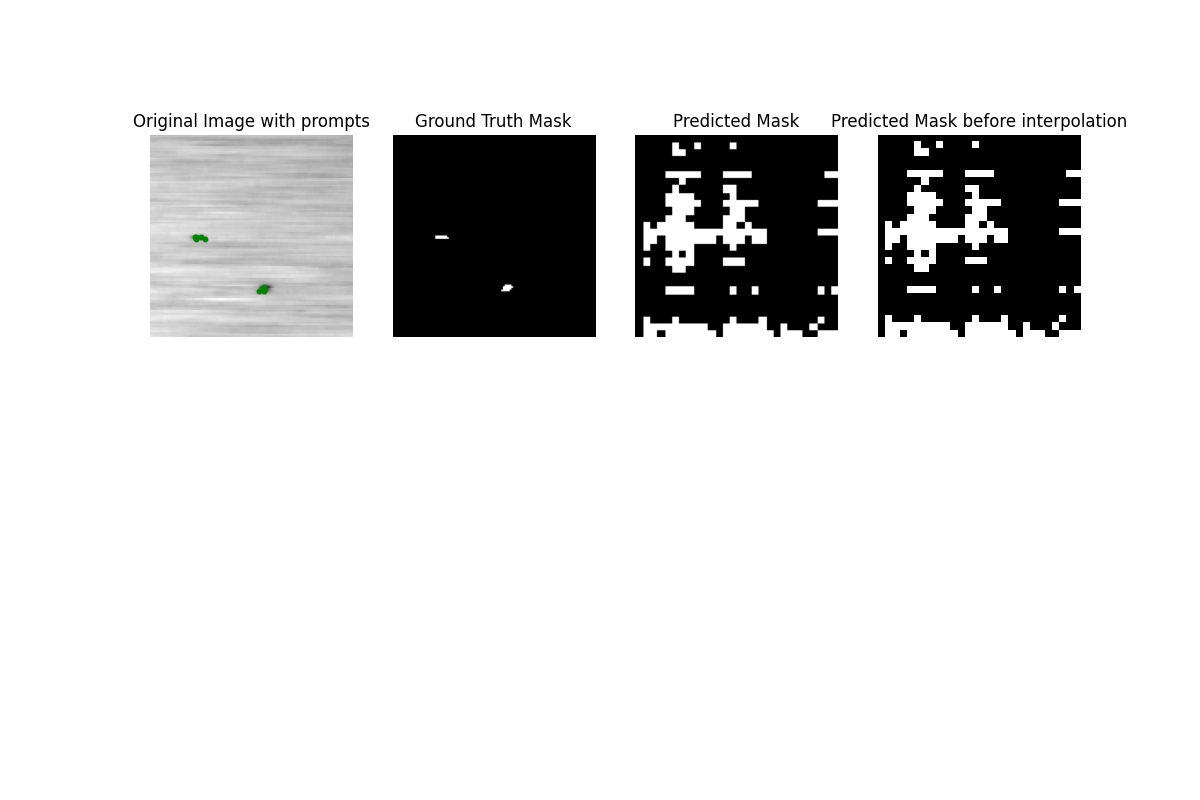 Original Image with prompts
Ground Truth Mask
Predicted Mask
Predicted Mask before interpolation